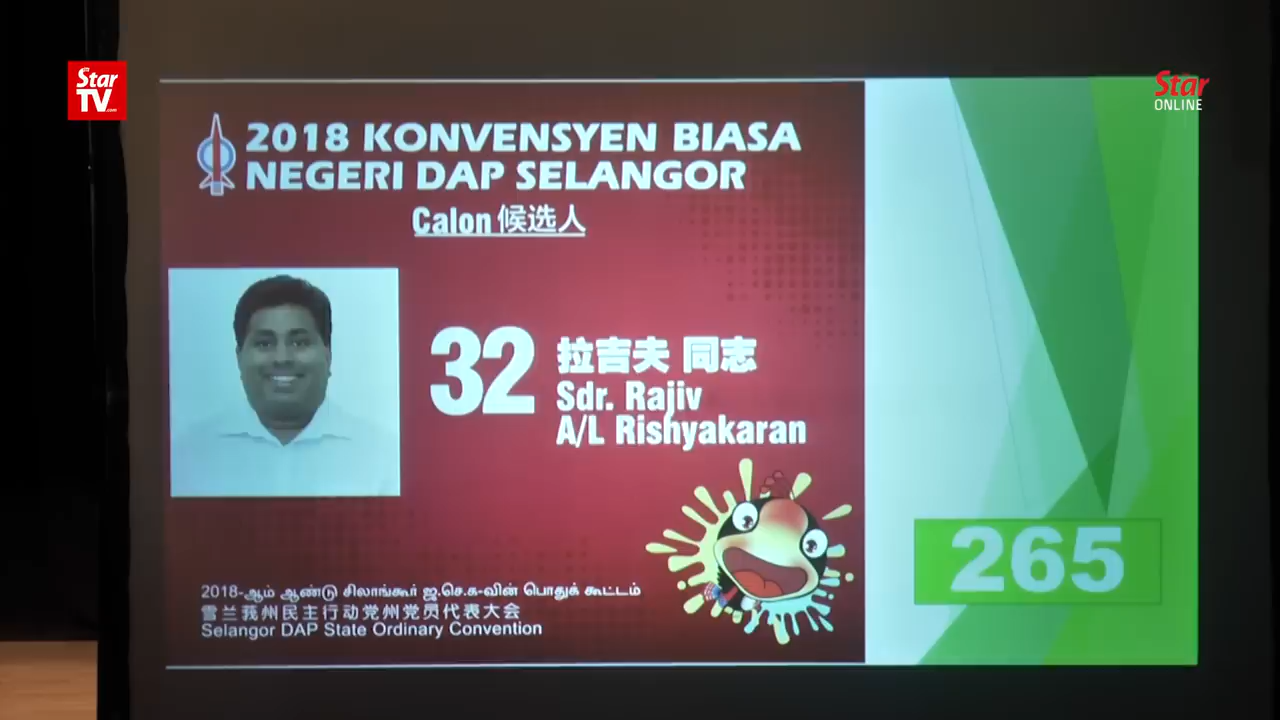 Star
TV.com
Star
ONLINE
2018 KONVENSYEN BIASA
NEGERI DAP SELANGOR
Calon 候选人
32
拉吉夫 同志
Sdr. Rajiv
A/L Rishyakaran
265
2018-ஆம் ஆண்டு சிலாங்கூர் ஜ.செ.க-வின் பொதுக் கூட்டம்
雪兰莪州民主行动党州党员代表大会
Selangor DAP State Ordinary Convention